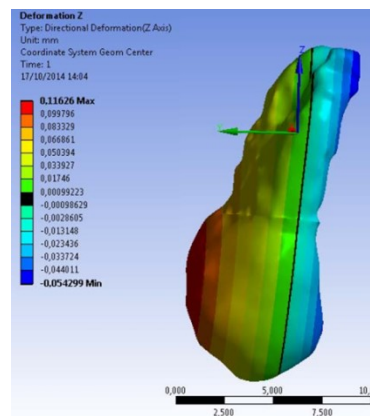 Deformation Z
Type: Directional Deformation(Z Axis)
Unit: mm
Coordinate System Geom Center
Time: 1
17/10/2014 14:04
0,11626 Max
0,099796
0,083329
0,066861
0,050394
0,033927
0,01746
0,00099223
-0,00098629
-0,0028605
-0,013148
-0,023436
-0,033724
-0,044011
-0,054299 Min
Z
0,000
5,000
10,
2,500
7,500